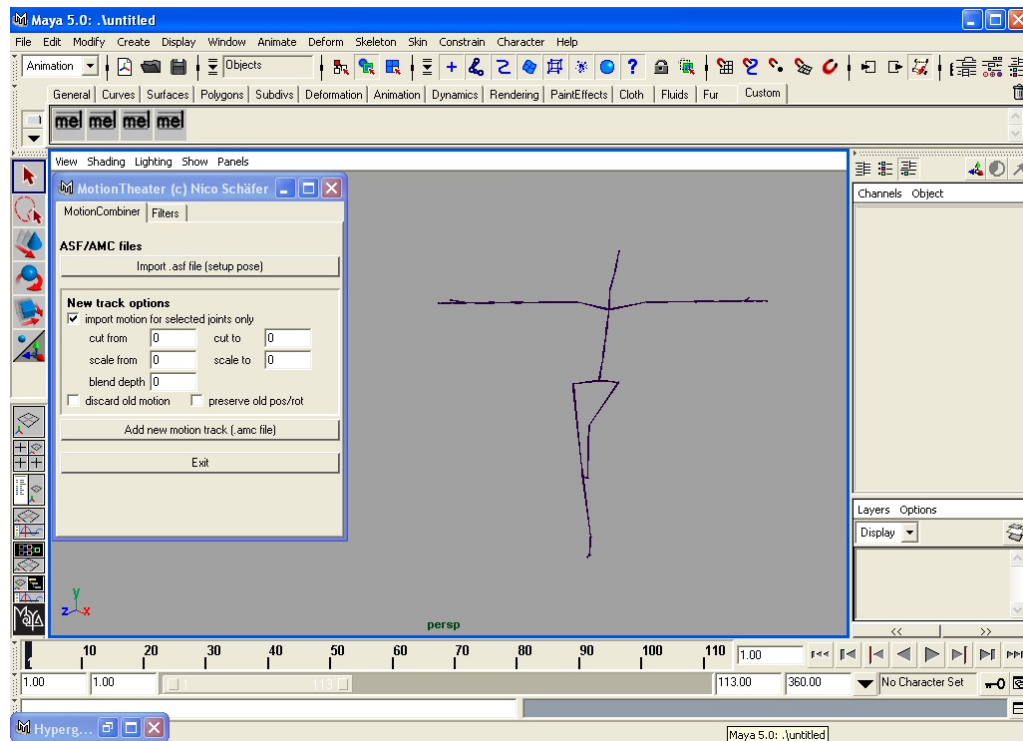 Maya 5.0: .\untitled
File Edit Modify Create Display Window Animate Deform Skeleton Skin Constrain Character Help
Animation Objects
General Curves Surfaces Polygons Subdivs Deformation Animation Dynamics Rendering PaintEffects Cloth Fluids Fur Custom
mel mel mel mel
View Shading Lighting Show Panels
MotionTheater (c) Nico Schäfer
MotionCombiner Filters
ASF/AMC files
Import .asf file (setup pose)
New track options
import motion for selected joints only
cut from 0 cut to 0
scale from 0 scale to 0
blend depth 0
discard old motion preserve old pos/rot
Add new motion track (.amc file)
Exit
Channels Object
Layers Options
Display
y
z x
persp
MAYA
<< >>
10 20 30 40 50 60 70 80 90 100 110 1.00
1.00 1.00 1 113 113.00 360.00 No Character Set
Hyperg...
Maya 5.0: .\untitled